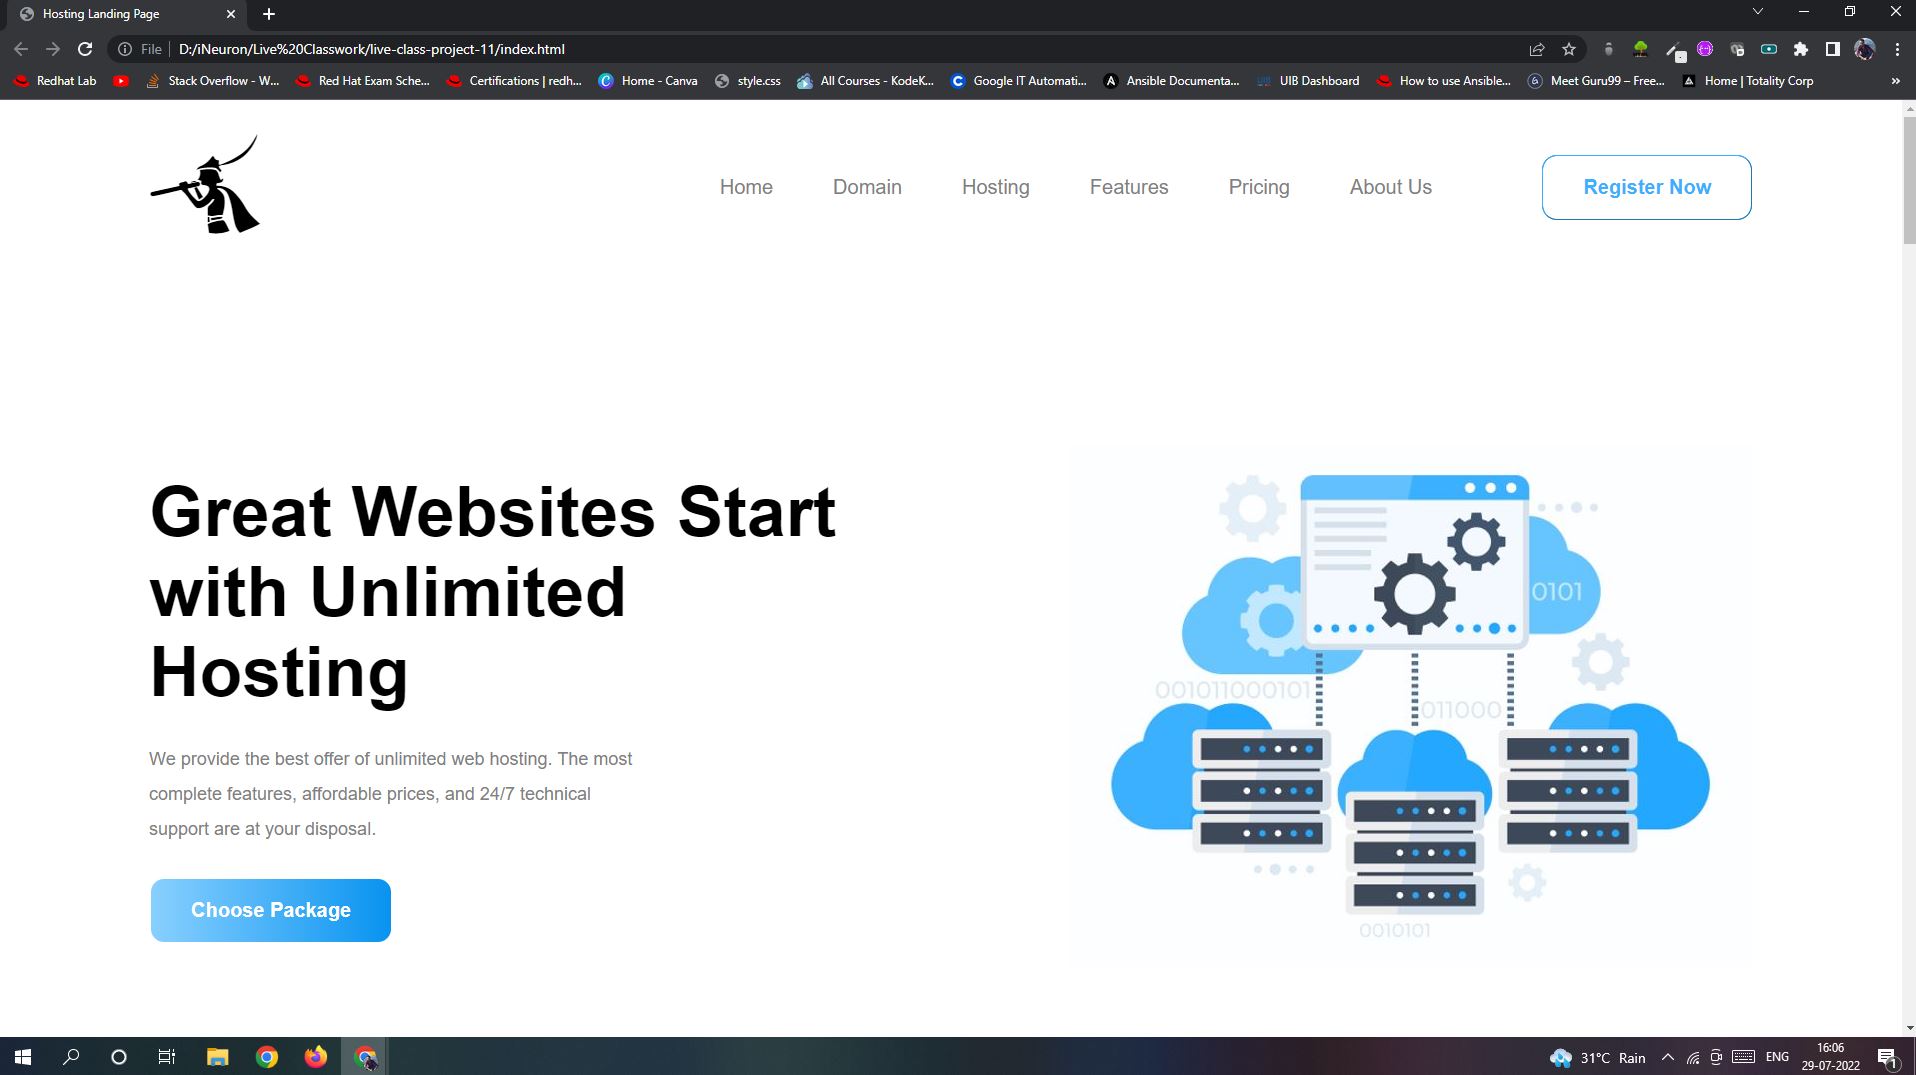 Hosting Landing Page
File D:/iNeuron/Live%20Classwork/live-class-project-11/index.html
Redhat Lab Stack Overflow - W... Red Hat Exam Sche... Certifications | redh... Home - Canva style.css All Courses - KodeK... Google IT Automati... Ansible Documenta... UIB UIB Dashboard How to use Ansible... Meet Guru99 – Free... Home | Totality Corp »
Home Domain Hosting Features Pricing About Us Register Now
Great Websites Start
with Unlimited
Hosting
We provide the best offer of unlimited web hosting. The most
complete features, affordable prices, and 24/7 technical
support are at your disposal.
Choose Package
0101
001011000101
011000
0010101
31°C Rain ENG 16:06
29-07-2022
1